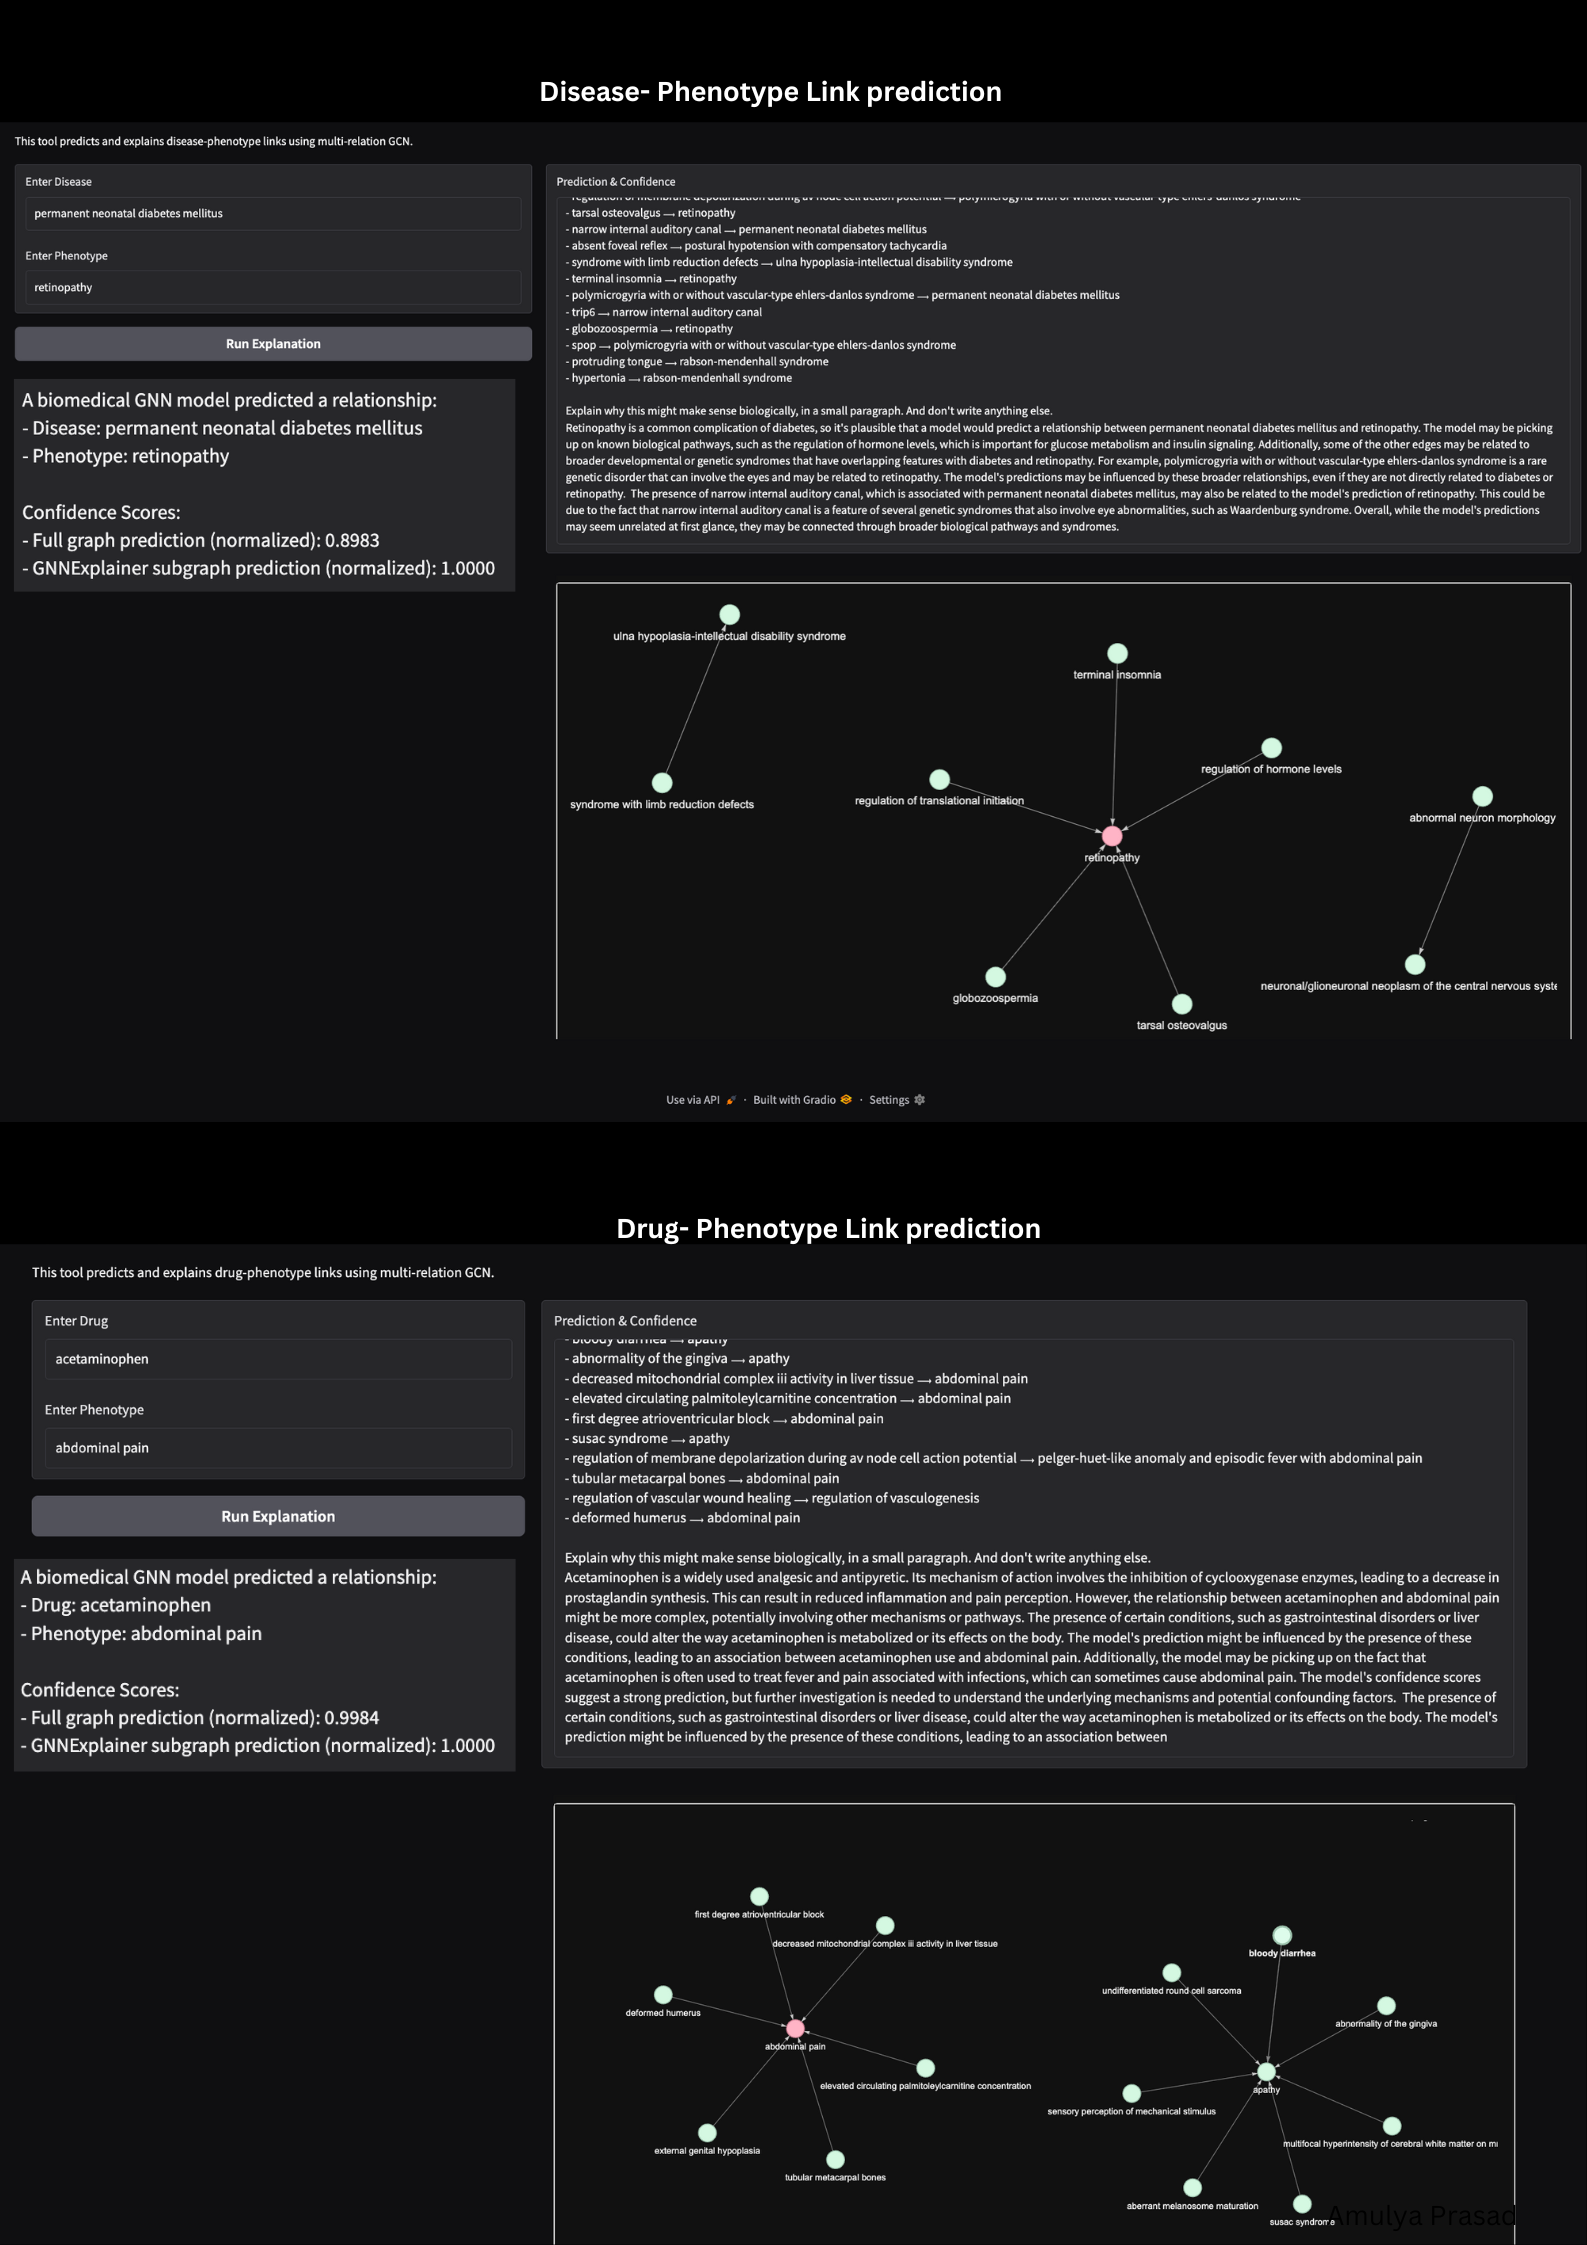 Disease- Phenotype Link prediction
This tool predicts and explains disease-phenotype links using multi-relation GCN.
Enter Disease
permanent neonatal diabetes mellitus
Enter Phenotype
retinopathy
Run Explanation
A biomedical GNN model predicted a relationship:
- Disease: permanent neonatal diabetes mellitus
- Phenotype: retinopathy
Confidence Scores:
- Full graph prediction (normalized): 0.8983
- GNNExplainer subgraph prediction (normalized): 1.0000
Prediction & Confidence
- regulation of membrane depolarization during av node cell action potential → polymicrogyria with or without vascular-type ehlers-danlos syndrome
- tarsal osteovalgus → retinopathy
- narrow internal auditory canal → permanent neonatal diabetes mellitus
- absent foveal reflex → postural hypotension with compensatory tachycardia
- syndrome with limb reduction defects → ulna hypoplasia-intellectual disability syndrome
- terminal insomnia → retinopathy
- polymicrogyria with or without vascular-type ehlers-danlos syndrome → permanent neonatal diabetes mellitus
- trip6 → narrow internal auditory canal
- globozoospermia → retinopathy
- spop → polymicrogyria with or without vascular-type ehlers-danlos syndrome
- protruding tongue → rabson-mendenhall syndrome
- hypertonia → rabson-mendenhall syndrome
Explain why this might make sense biologically, in a small paragraph. And don't write anything else.
Retinopathy is a common complication of diabetes, so it's plausible that a model would predict a relationship between permanent neonatal diabetes mellitus and retinopathy. The model may be picking
up on known biological pathways, such as the regulation of hormone levels, which is important for glucose metabolism and insulin signaling. Additionally, some of the other edges may be related to
broader developmental or genetic syndromes that have overlapping features with diabetes and retinopathy. For example, polymicrogyria with or without vascular-type ehlers-danlos syndrome is a rare
genetic disorder that can involve the eyes and may be related to retinopathy. The model's predictions may be influenced by these broader relationships, even if they are not directly related to diabetes or
retinopathy.  The presence of narrow internal auditory canal, which is associated with permanent neonatal diabetes mellitus, may also be related to the model's prediction of retinopathy. This could be
due to the fact that narrow internal auditory canal is a feature of several genetic syndromes that also involve eye abnormalities, such as Waardenburg syndrome. Overall, while the model's predictions
may seem unrelated at first glance, they may be connected through broader biological pathways and syndromes.
ulna hypoplasia-intellectual disability syndrome
terminal insomnia
regulation of hormone levels
regulation of translational initiation
syndrome with limb reduction defects
abnormal neuron morphology
retinopathy
globozoospermia
neuronal/glioneuronal neoplasm of the central nervous syste
tarsal osteovalgus
Use via API · Built with Gradio · Settings
Drug- Phenotype Link prediction
This tool predicts and explains drug-phenotype links using multi-relation GCN.
Enter Drug
acetaminophen
Enter Phenotype
abdominal pain
Run Explanation
A biomedical GNN model predicted a relationship:
- Drug: acetaminophen
- Phenotype: abdominal pain
Confidence Scores:
- Full graph prediction (normalized): 0.9984
- GNNExplainer subgraph prediction (normalized): 1.0000
Prediction & Confidence
- bloody diarrhea → apathy
- abnormality of the gingiva → apathy
- decreased mitochondrial complex iii activity in liver tissue → abdominal pain
- elevated circulating palmitoleylcarnitine concentration → abdominal pain
- first degree atrioventricular block → abdominal pain
- susac syndrome → apathy
- regulation of membrane depolarization during av node cell action potential → pelger-huet-like anomaly and episodic fever with abdominal pain
- tubular metacarpal bones → abdominal pain
- regulation of vascular wound healing → regulation of vasculogenesis
- deformed humerus → abdominal pain
Explain why this might make sense biologically, in a small paragraph. And don't write anything else.
Acetaminophen is a widely used analgesic and antipyretic. Its mechanism of action involves the inhibition of cyclooxygenase enzymes, leading to a decrease in
prostaglandin synthesis. This can result in reduced inflammation and pain perception. However, the relationship between acetaminophen and abdominal pain
might be more complex, potentially involving other mechanisms or pathways. The presence of certain conditions, such as gastrointestinal disorders or liver
disease, could alter the way acetaminophen is metabolized or its effects on the body. The model's prediction might be influenced by the presence of these
conditions, leading to an association between acetaminophen use and abdominal pain. Additionally, the model may be picking up on the fact that
acetaminophen is often used to treat fever and pain associated with infections, which can sometimes cause abdominal pain. The model's confidence scores
suggest a strong prediction, but further investigation is needed to understand the underlying mechanisms and potential confounding factors.  The presence of
certain conditions, such as gastrointestinal disorders or liver disease, could alter the way acetaminophen is metabolized or its effects on the body. The model's
prediction might be influenced by the presence of these conditions, leading to an association between
first degree atrioventricular block
decreased mitochondrial complex iii activity in liver tissue
bloody diarrhea
undifferentiated round cell sarcoma
deformed humerus
abnormality of the gingiva
abdominal pain
elevated circulating palmitoleylcarnitine concentration
apathy
sensory perception of mechanical stimulus
multifocal hyperintensity of cerebral white matter on mr
external genital hypoplasia
tubular metacarpal bones
aberrant melanosome maturation
susac syndrome
Amulya Prasad